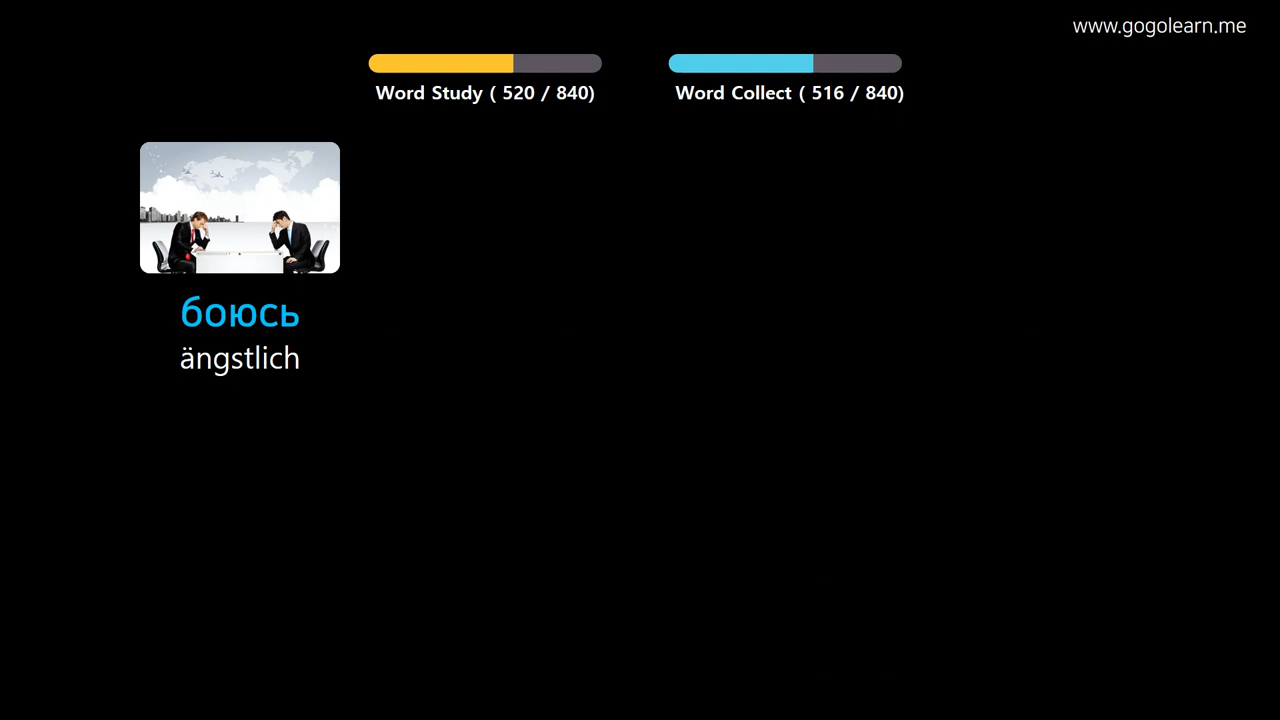 www.gogolearn.me
Word Study ( 520 / 840)
Word Collect ( 516 / 840)
боюсь
ängstlich